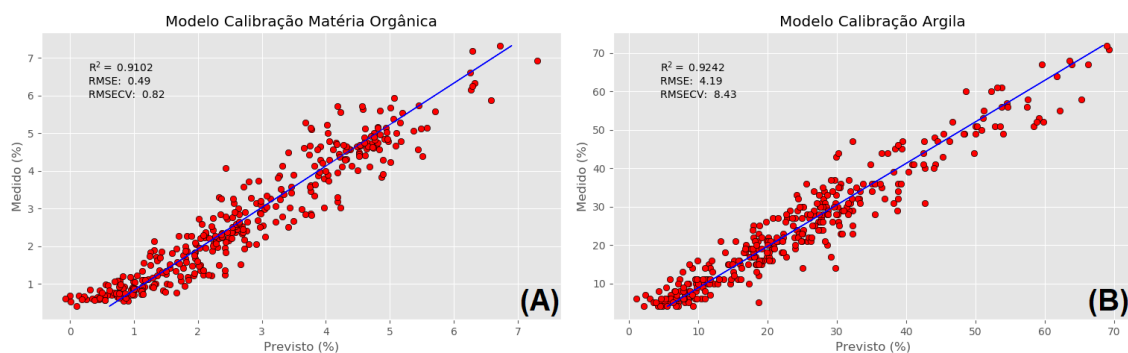 Modelo Calibração Matéria Orgânica
R² = 0.9102
RMSE: 0.49
RMSECV: 0.82
Medido (%)
7
6
5
4
3
2
1
0
1
2
3
4
5
6
7
Previsto (%)
(A)
Modelo Calibração Argila
R² = 0.9242
RMSE: 4.19
RMSECV: 8.43
Medido (%)
70
60
50
40
30
20
10
0
10
20
30
40
50
60
70
Previsto (%)
(B)